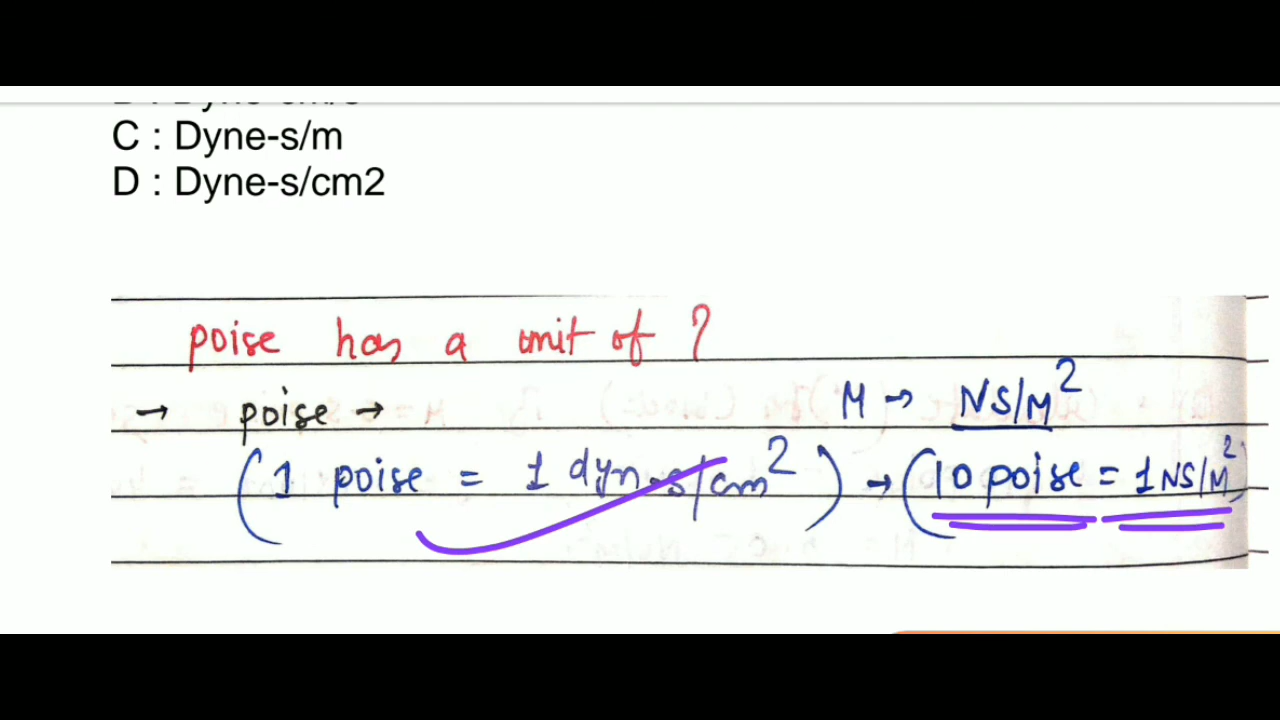 C : Dyne-s/m
D : Dyne-s/cm2
poise has a unit of ?
→ poise → M → NS/M²
(1 poise = 1 dyn-s/cm²) → (10 poise = 1 NS/M²)